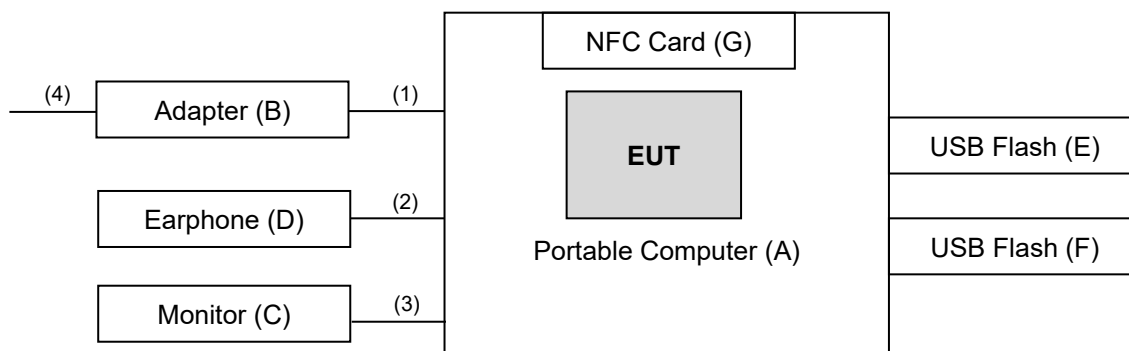 NFC Card (G)
(4)
Adapter (B)
(1)
EUT
USB Flash (E)
Earphone (D)
(2)
Portable Computer (A)
USB Flash (F)
Monitor (C)
(3)